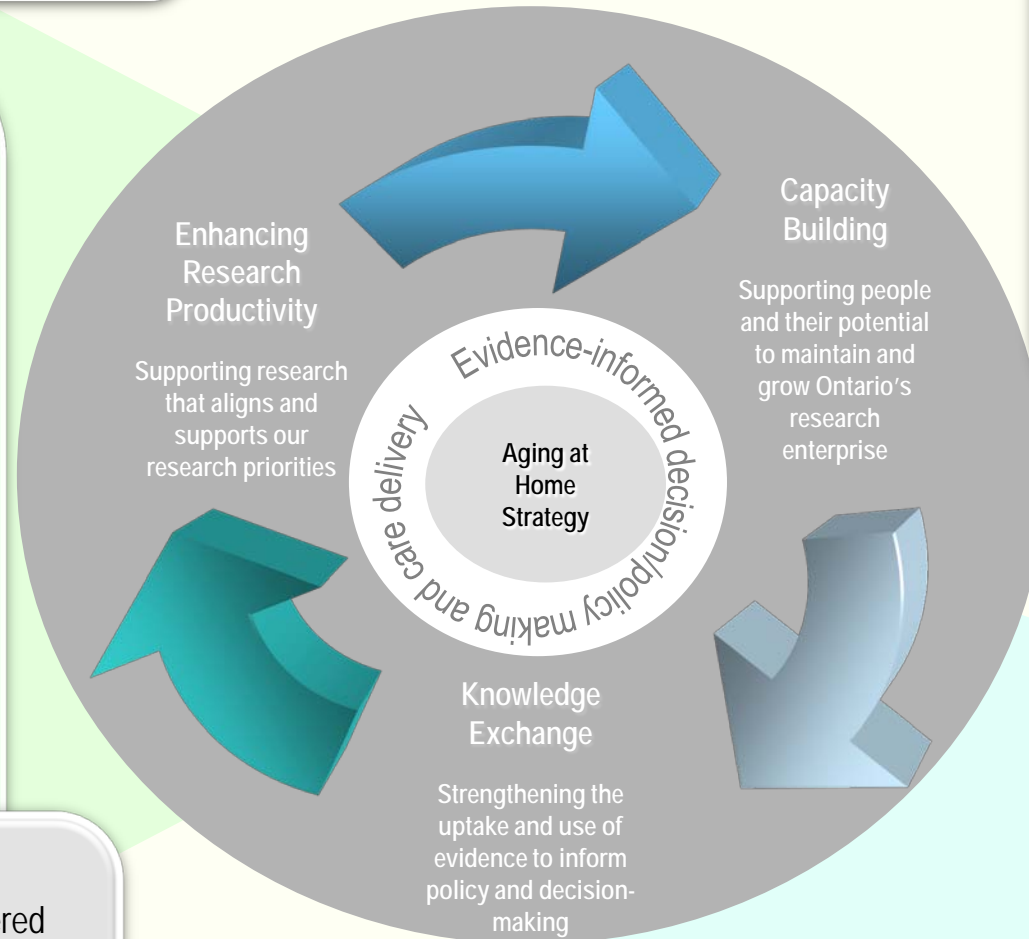 Enhancing
Research
Productivity
Supporting research
that aligns and
supports our
research priorities
Capacity
Building
Supporting people
and their potential
to maintain and
grow Ontario's
research
enterprise
Evidence-informed decision/policy making and care delivery
Aging at
Home
Strategy
Knowledge
Exchange
Strengthening the
uptake and use of
evidence to inform
policy and decision-
making